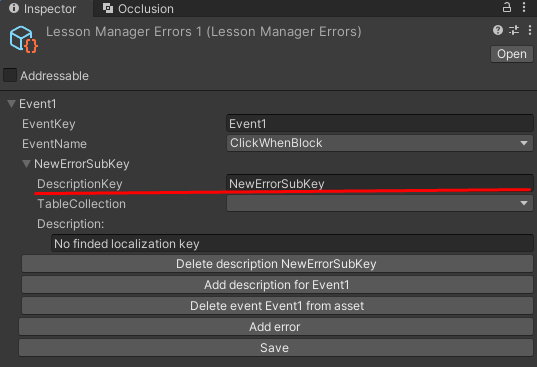 Inspector
Occlusion
Lesson Manager Errors 1 (Lesson Manager Errors)
Open
Addressable
Event1
EventKey Event1
EventName ClickWhenBlock
NewErrorSubKey
DescriptionKey NewErrorSubKey
TableCollection
Description:
No finded localization key
Delete description NewErrorSubKey
Add description for Event1
Delete event Event1 from asset
Add error
Save